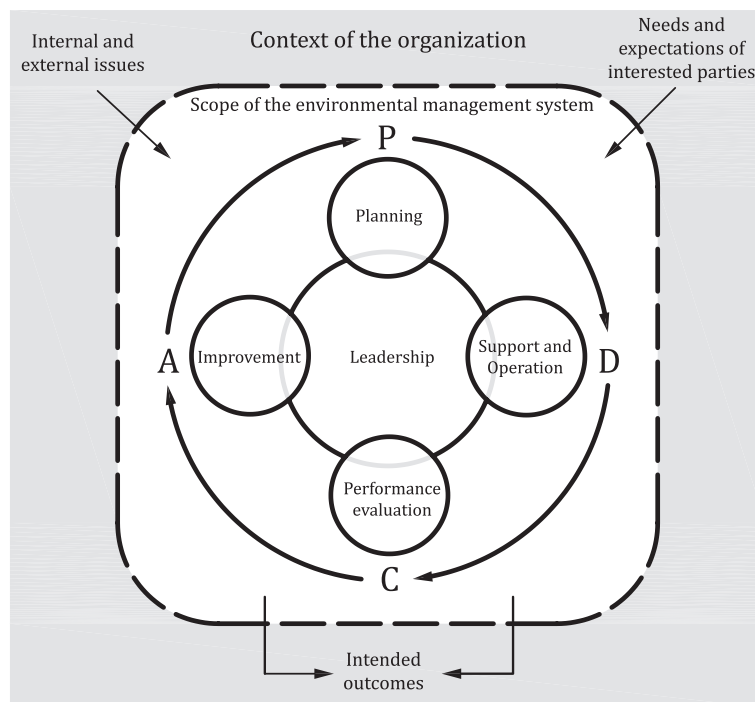 Internal and
external issues
Context of the organization
Needs and
expectations of
interested parties
Scope of the environmental management system
P
Planning
A
Improvement
Leadership
Support and
Operation
D
Performance
evaluation
C
Intended
outcomes